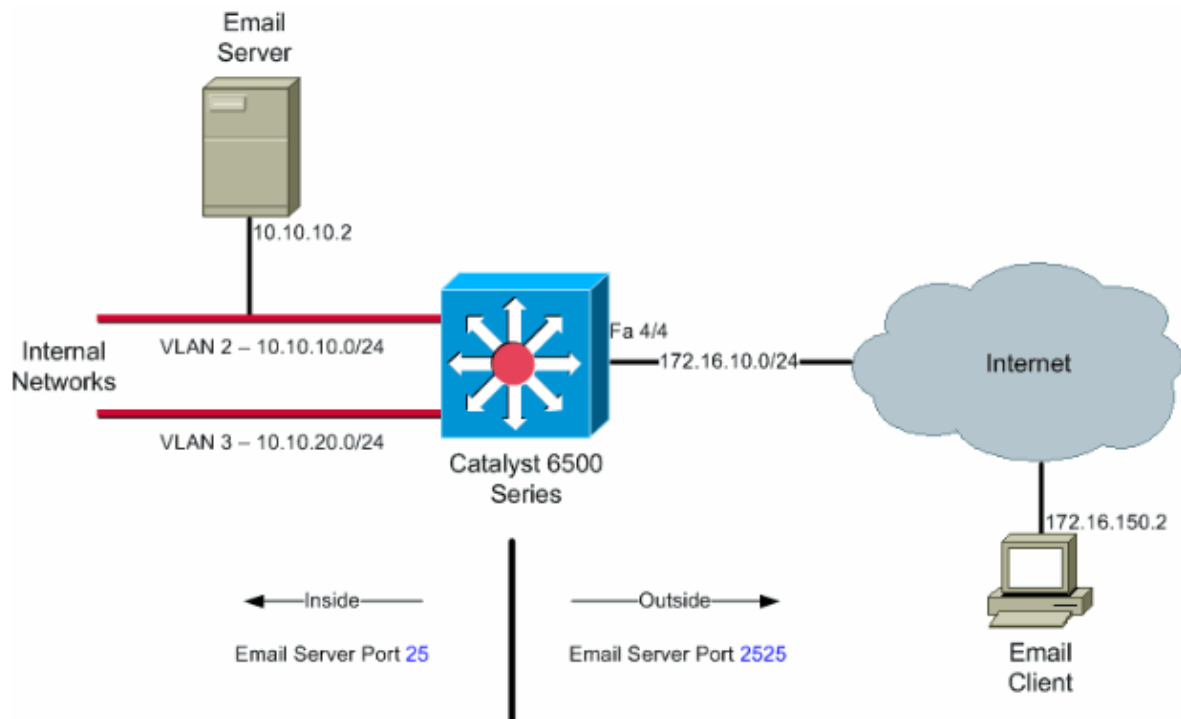 Email
Server
10.10.10.2
Fa 4/4
VLAN 2 – 10.10.10.0/24
172.16.10.0/24
Internal
Networks
Internet
VLAN 3 – 10.10.20.0/24
Catalyst 6500
Series
172.16.150.2
Inside
Outside
Email Server Port 25
Email Server Port 2525
Email
Client